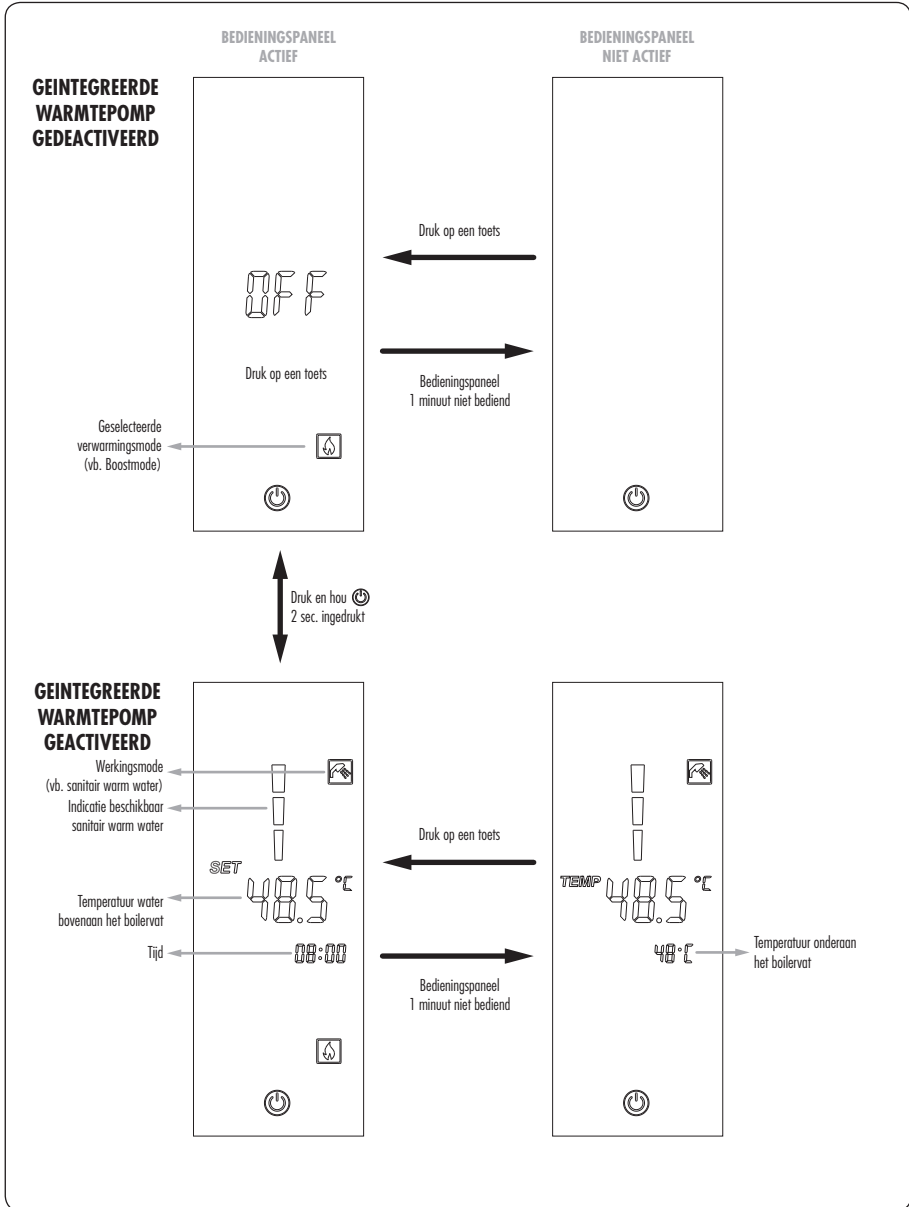 BEDIENINGSPANEEL
ACTIEF
BEDIENINGSPANEEL
NIET ACTIEF
GEINTEGREERDE
WARMTEPOMP
GEDEACTIVEERD
Druk op een toets
OFF
Druk op een toets
Bedieningspaneel
1 minuut niet bediend
Geselecteerde
verwarmingsmode
(vb. Boostmode)
Druk en hou
2 sec. ingedrukt
GEINTEGREERDE
WARMTEPOMP
GEACTIVEERD
Werkingsmode
(vb. sanitair warm water)
Indicatie beschikbaar
sanitair warm water
Druk op een toets
SET
48.5 °C
TEMP 48.5 °C
Temperatuur water
bovenaan het boilervat
Tijd
08:00
48°C
Temperatuur onderaan
het boilervat
Bedieningspaneel
1 minuut niet bediend